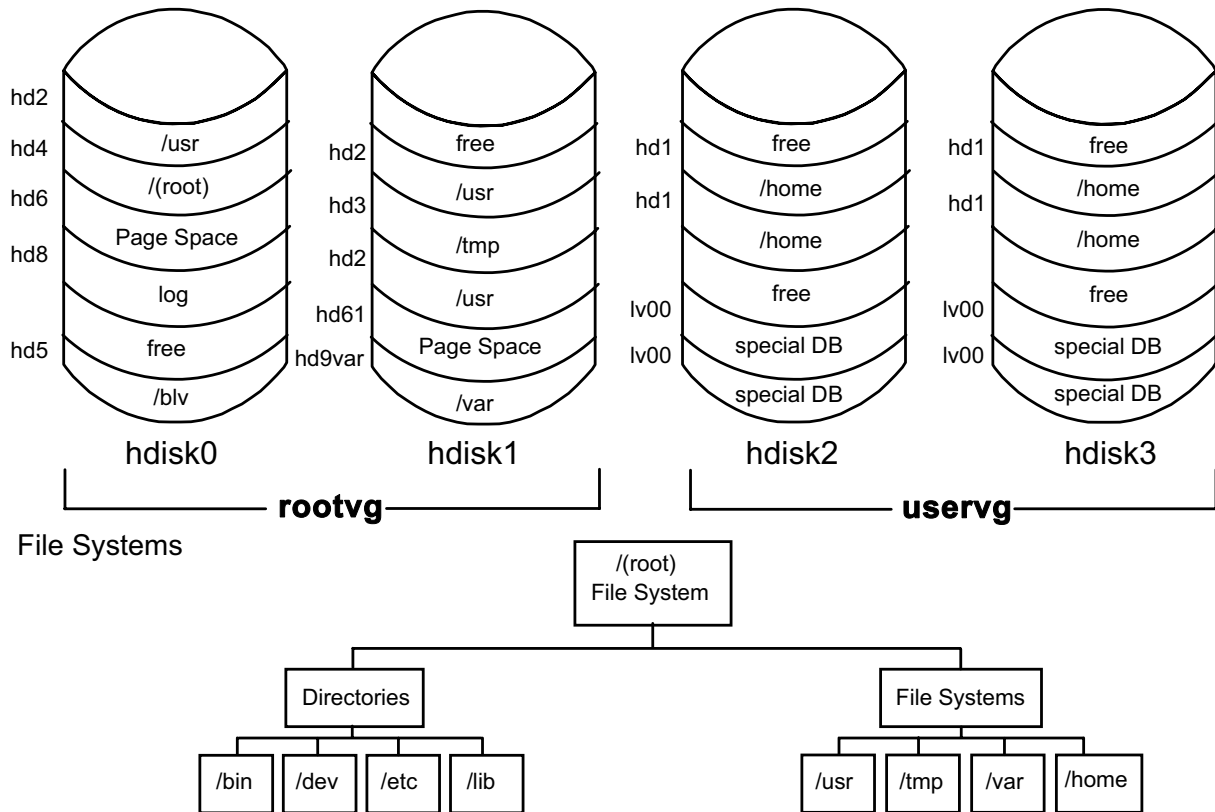 hd2
hd4
hd6
hd8
hd5
/usr
/(root)
Page Space
log
free
/blv
hdisk0
hd2
hd3
hd2
hd61
hd9var
free
/usr
/tmp
/usr
Page Space
/var
hdisk1
hd1
hd1
lv00
lv00
free
/home
/home
free
special DB
special DB
hdisk2
hd1
hd1
lv00
lv00
free
/home
/home
free
special DB
special DB
hdisk3
rootvg
uservg
File Systems
/(root)
File System
Directories
File Systems
/bin
/dev
/etc
/lib
/usr
/tmp
/var
/home